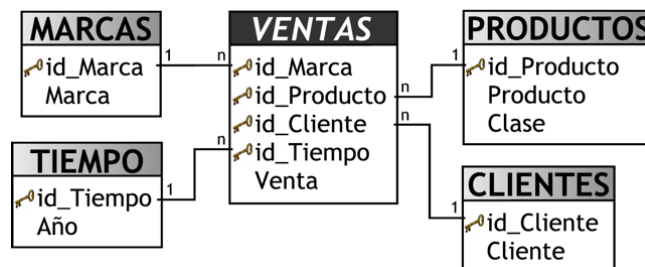 MARCAS
id_Marca
Marca
1
n
VENTAS
id_Marca
id_Producto
id_Cliente
id_Tiempo
Venta
n
n
n
1
PRODUCTOS
id_Producto
Producto
Clase
TIEMPO
id_Tiempo
Año
1
1
CLIENTES
id_Cliente
Cliente